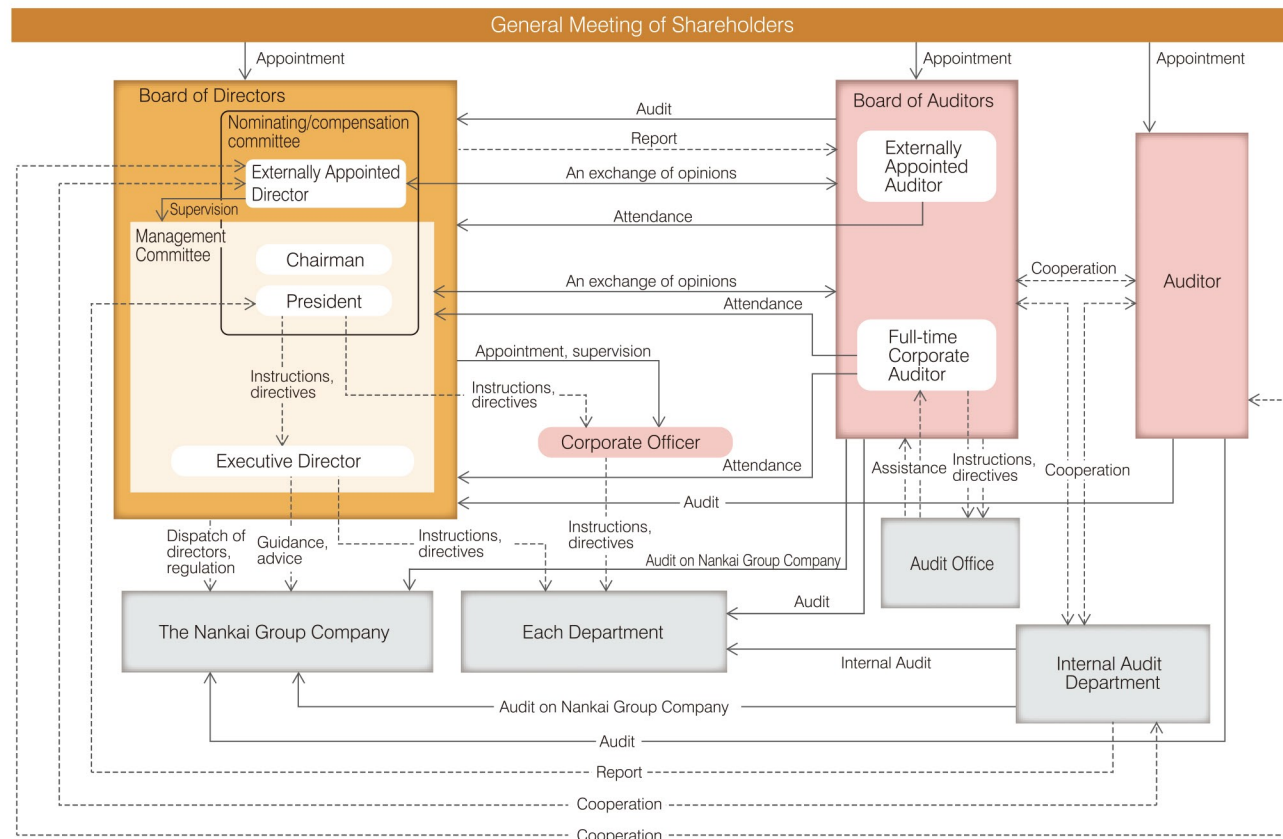 General Meeting of Shareholders
Appointment
Appointment
Appointment
Board of Directors
Nominating/compensation
committee
Externally Appointed
Director
Supervision
Management
Committee
Chairman
President
Instructions,
directives
Instructions,
directives
Executive Director
Audit
Report
An exchange of opinions
Attendance
An exchange of opinions
Attendance
Appointment, supervision
Corporate Officer
Attendance
Audit
Board of Auditors
Externally
Appointed
Auditor
Full-time
Corporate
Auditor
Cooperation
Auditor
Assistance
Instructions,
directives
Cooperation
Dispatch of
directors,
regulation
Guidance,
advice
Instructions,
directives
Instructions,
directives
Audit on Nankai Group Company
Audit
Audit Office
The Nankai Group Company
Each Department
Internal Audit
Internal Audit
Department
Audit on Nankai Group Company
Audit
Report
Cooperation
Cooperation